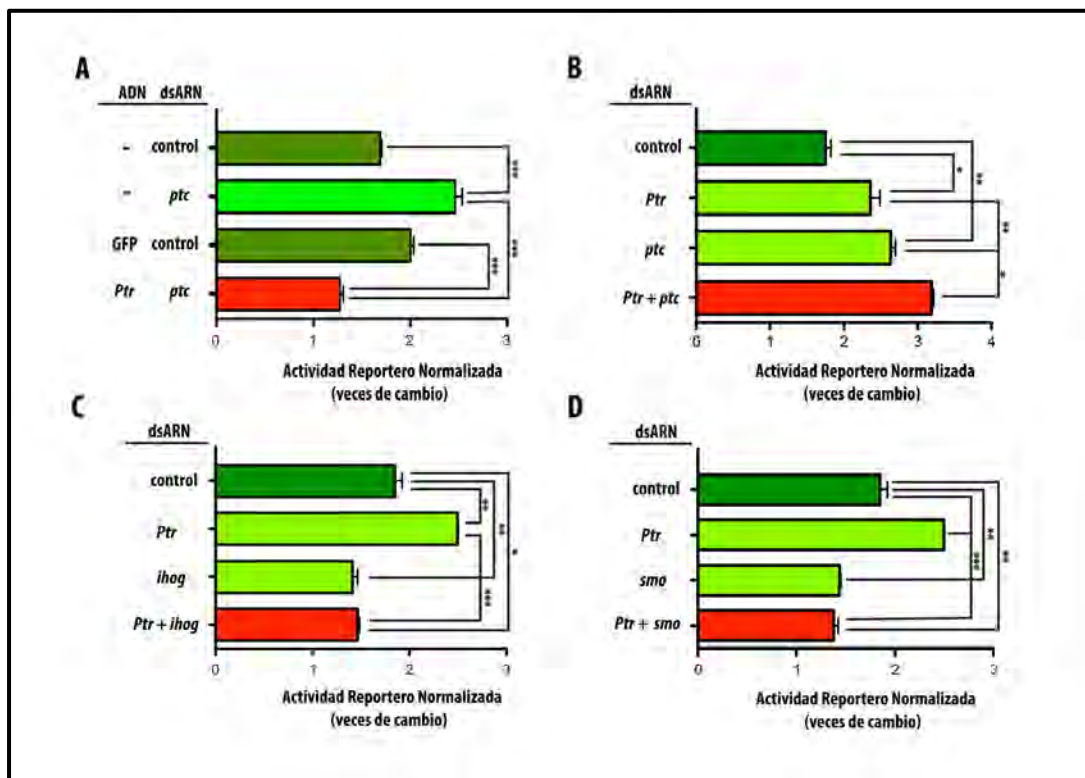 A
ADN dsARN
- control
- ptc
GFP control
Ptr ptc
***
***
***
0 1 2 3
Actividad Reportero Normalizada
(veces de cambio)
B
dsARN
control
Ptr
ptc
Ptr + ptc
*
**
**
*
0 1 2 3 4
Actividad Reportero Normalizada
(veces de cambio)
C
dsARN
control
Ptr
ihog
Ptr + ihog
**
**
*
***
0 1 2 3
Actividad Reportero Normalizada
(veces de cambio)
D
dsARN
control
Ptr
smo
Ptr + smo
***
**
**
0 1 2 3
Actividad Reportero Normalizada
(veces de cambio)